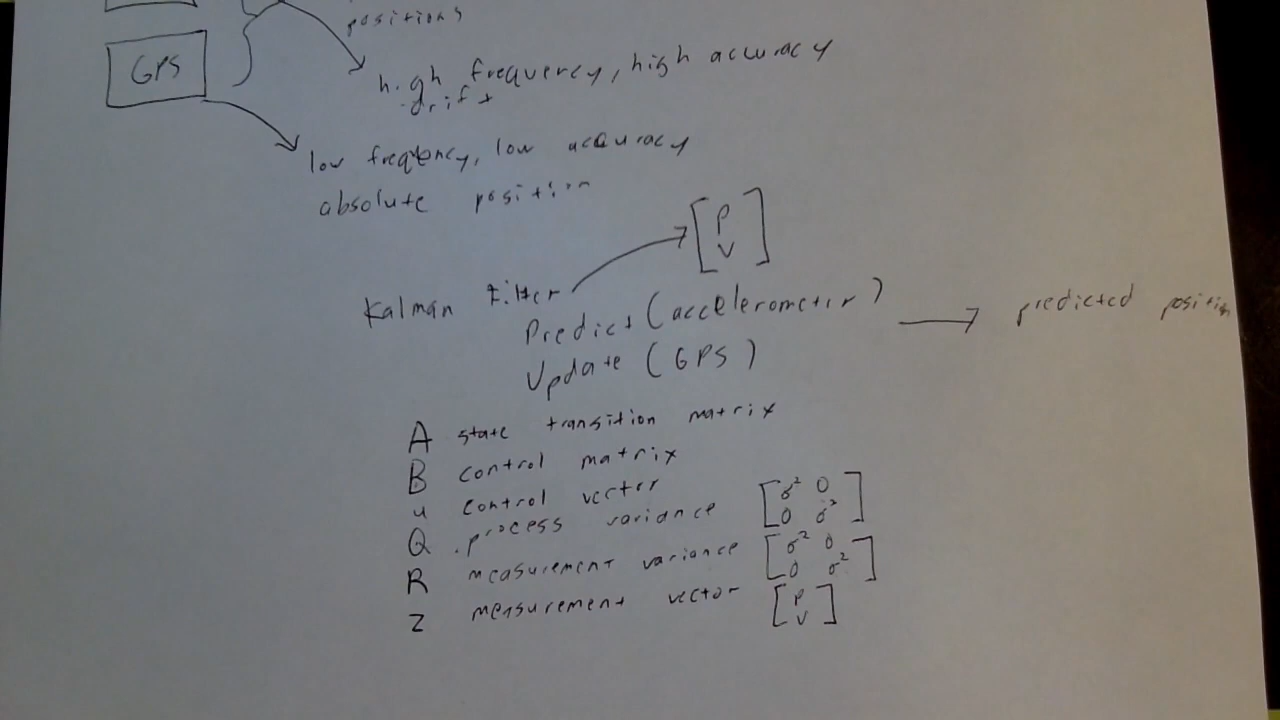 positions
GPS
high frequency, high accuracy
drift
low freqency, low accuracy
absolute position
[P
V]
Kalman Filter
Predict (accelerometer) → predicted position
Update (GPS)
A state transition matrix
B control matrix
u control vector
Q process variance [σ² 0
0 σ²]
R measurement variance [σ² 0
0 σ²]
z measurement vector [P
V]